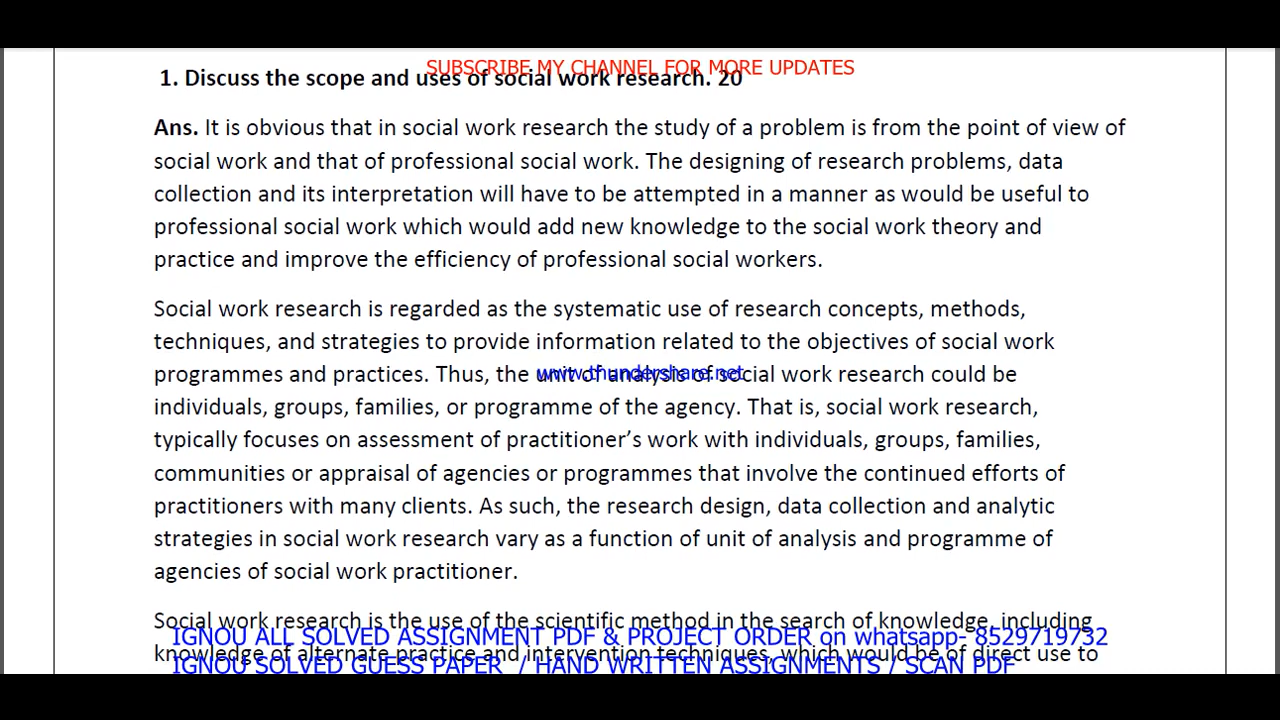 SUBSCRIBE MY CHANNEL FOR MORE UPDATES
1. Discuss the scope and uses of social work research. 20
Ans. It is obvious that in social work research the study of a problem is from the point of view of
social work and that of professional social work. The designing of research problems, data
collection and its interpretation will have to be attempted in a manner as would be useful to
professional social work which would add new knowledge to the social work theory and
practice and improve the efficiency of professional social workers.
Social work research is regarded as the systematic use of research concepts, methods,
techniques, and strategies to provide information related to the objectives of social work
programmes and practices. Thus, the unit of analysis of social work research could be
www.thundershare.net
individuals, groups, families, or programme of the agency. That is, social work research,
typically focuses on assessment of practitioner’s work with individuals, groups, families,
communities or appraisal of agencies or programmes that involve the continued efforts of
practitioners with many clients. As such, the research design, data collection and analytic
strategies in social work research vary as a function of unit of analysis and programme of
agencies of social work practitioner.
Social work research is the use of the scientific method in the search of knowledge, including
IGNOU ALL SOLVED ASSIGNMENT PDF & PROJECT ORDER on whatsapp- 8529719732
knowledge of alternate practice and intervention techniques, which would be of direct use to
IGNOU SOLVED GUESS PAPER / HAND WRITTEN ASSIGNMENTS / SCAN PDF